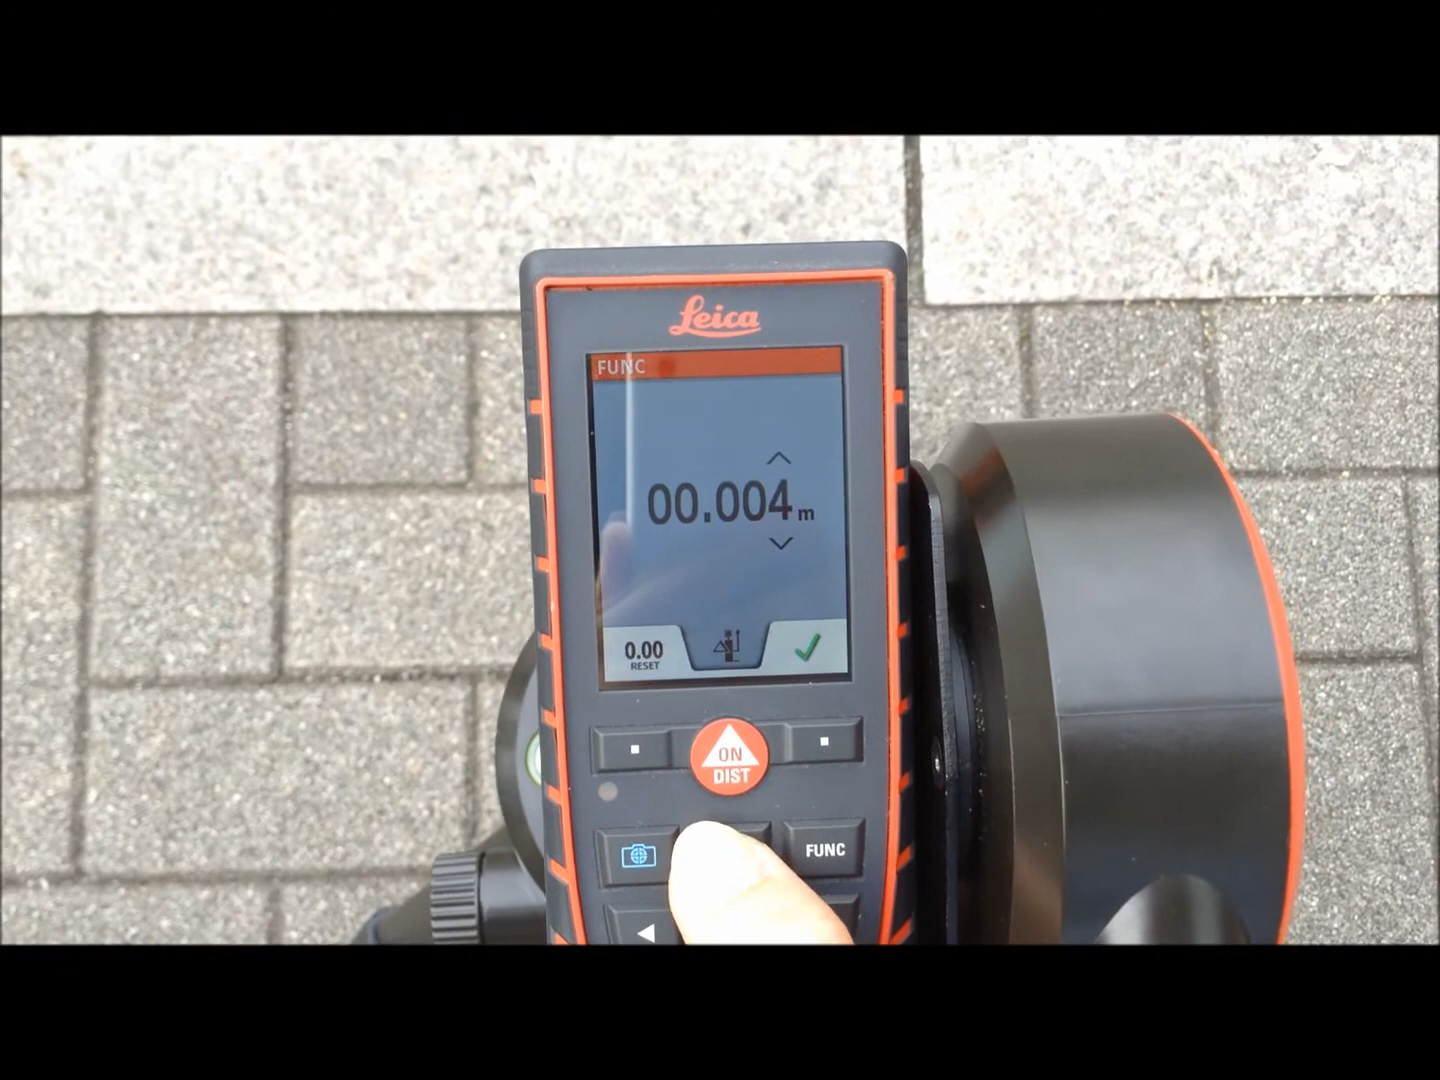 Leica
FUNC
00.004 m
0.00
RESET
ON
DIST
FUNC